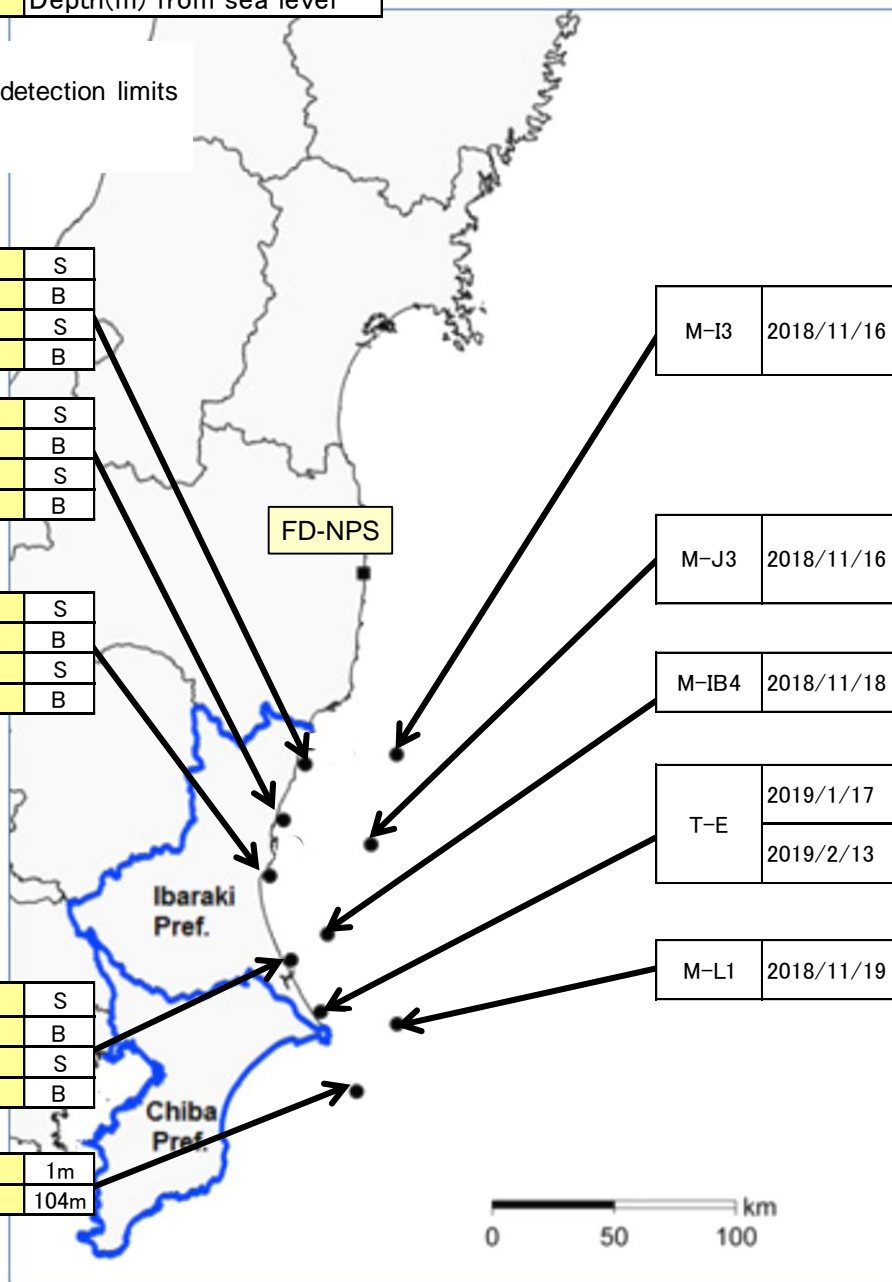 Depth(m) from sea level
detection limits
S
B
S
B
S
B
S
B
S
B
S
B
S
B
S
B
1m
104m
FD-NPS
M-I3 2018/11/16
M-J3 2018/11/16
M-IB4 2018/11/18
T-E 2019/1/17
2019/2/13
M-L1 2018/11/19
Ibaraki
Pref.
Chiba
Pref.
km
0 50 100